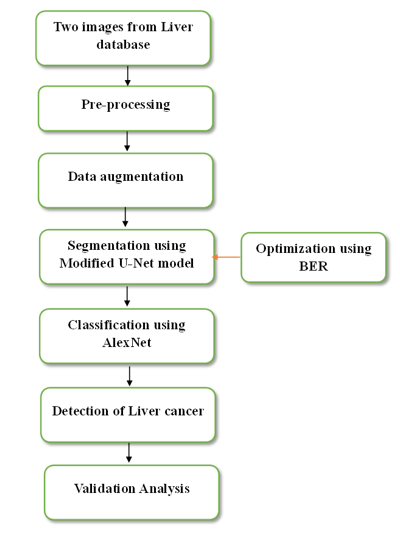 Two images from Liver
database
Pre-processing
Data augmentation
Segmentation using
Modified U-Net model
Optimization using
BER
Classification using
AlexNet
Detection of Liver cancer
Validation Analysis